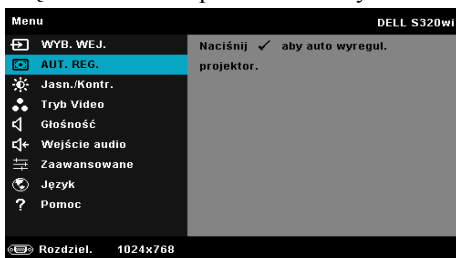 Menu
DELL S320wi
WYB. WEJ.
AUT. REG.
Jasn./Kontr.
Tryb Video
Głośność
Wejście audio
Zaawansowane
Język
? Pomoc
Naciśnij ✓ aby auto wyregul.
projektor.
Rozdziel. 1024x768